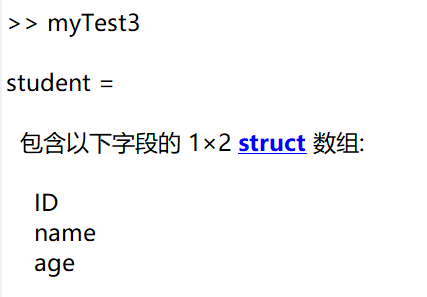 >> myTest3
student =
包含以下字段的 1×2 struct 数组:
ID
name
age